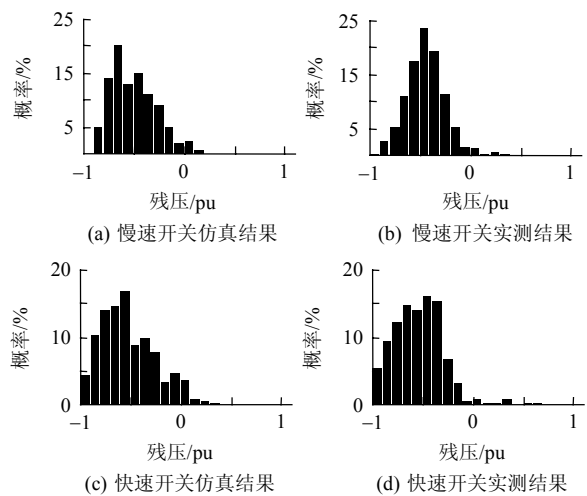 25
15
5
概率/%
−1
0
1
残压/pu
(a) 慢速开关仿真结果
25
15
5
概率/%
−1
0
1
残压/pu
(b) 慢速开关实测结果
20
10
0
概率/%
−1
0
1
残压/pu
(c) 快速开关仿真结果
20
10
0
概率/%
−1
0
1
残压/pu
(d) 快速开关实测结果